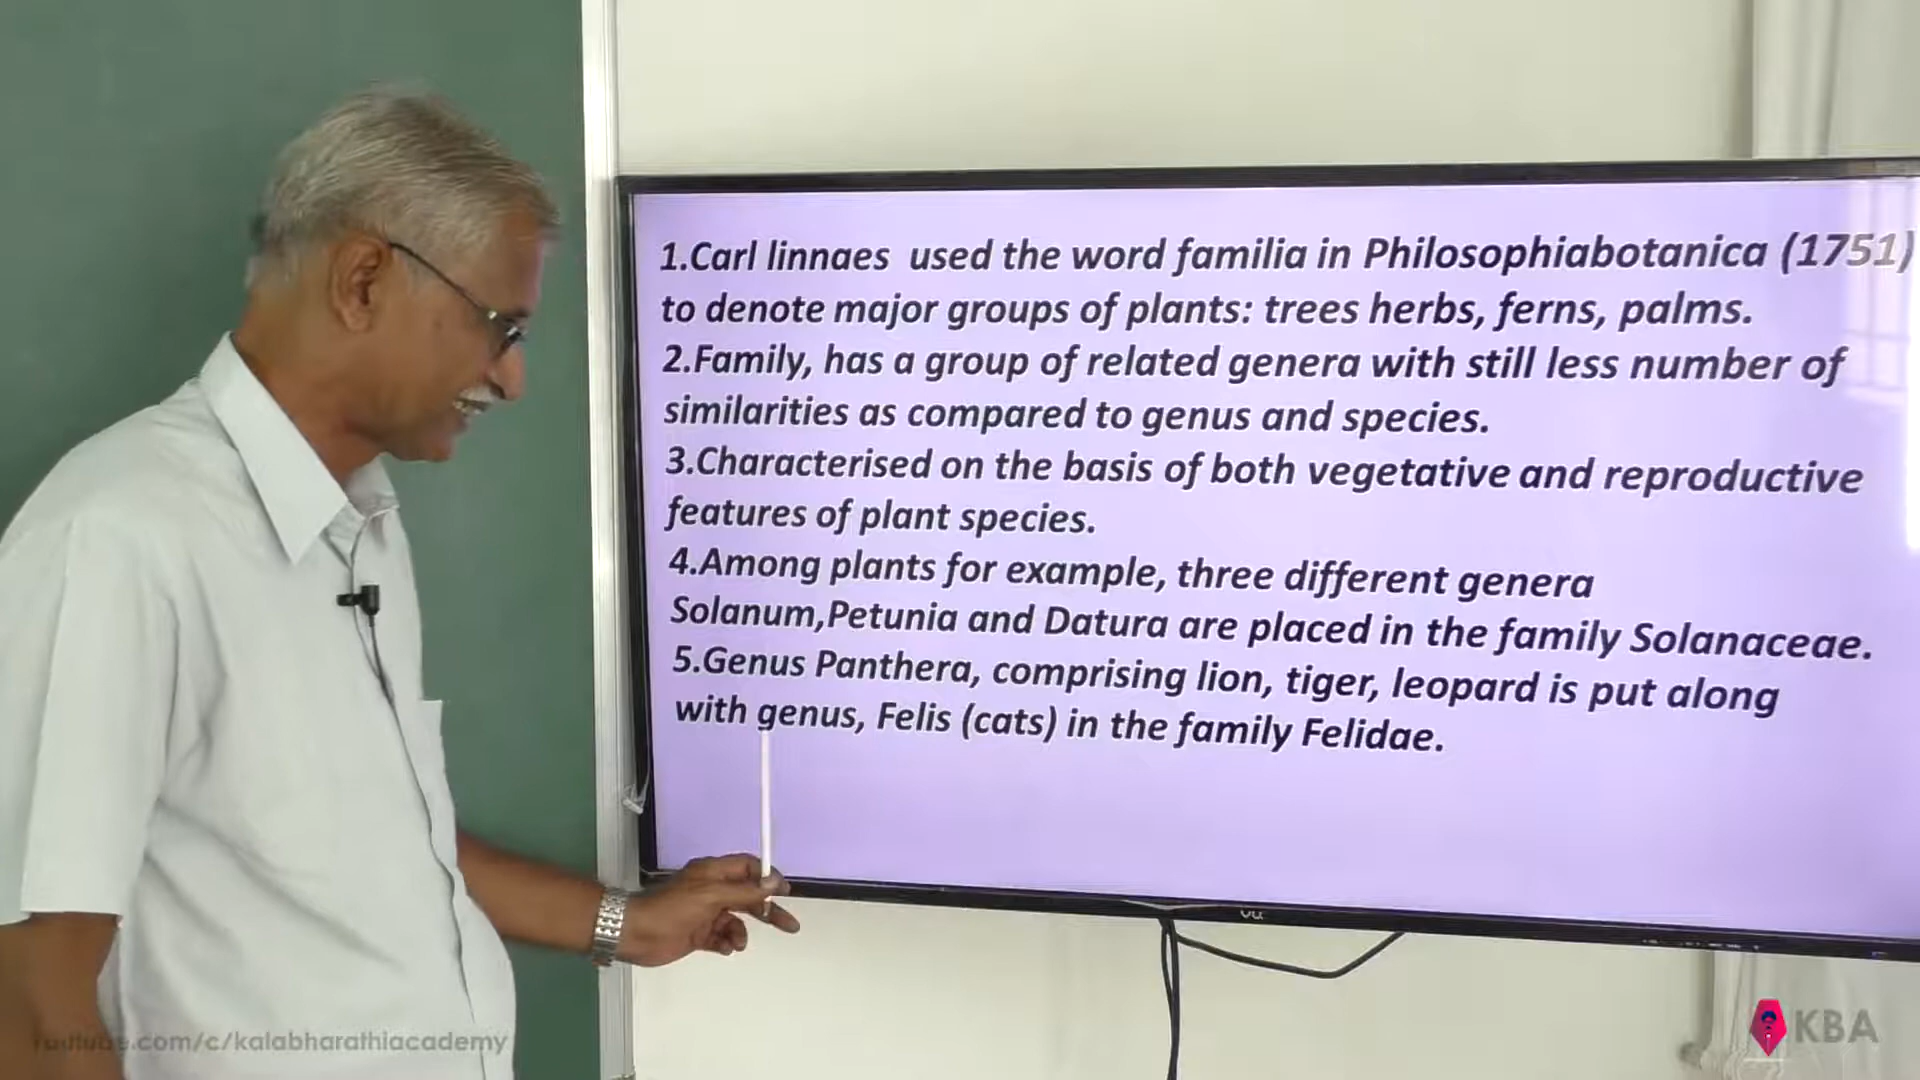 1.Carl linnaes used the word familia in Philosophiabotanica (1751)
to denote major groups of plants: trees herbs, ferns, palms.
2.Family, has a group of related genera with still less number of
similarities as compared to genus and species.
3.Characterised on the basis of both vegetative and reproductive
features of plant species.
4.Among plants for example, three different genera
Solanum,Petunia and Datura are placed in the family Solanaceae.
5.Genus Panthera, comprising lion, tiger, leopard is put along
with genus, Felis (cats) in the family Felidae.
Vu
Youtube.com/c/kalabharathiacademy
KBA